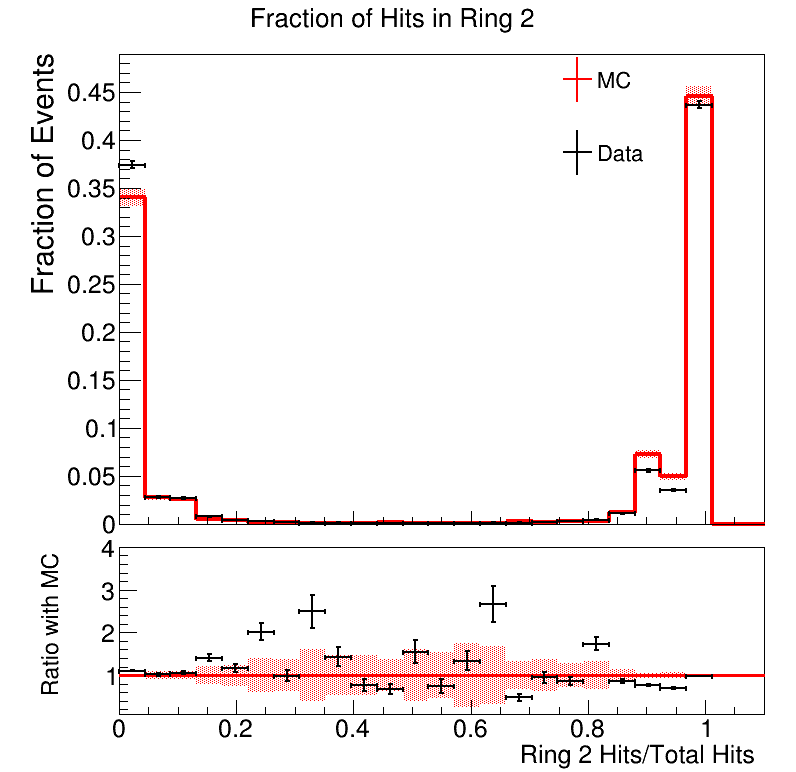 Fraction of Hits in Ring 2
Fraction of Events
0.45
0.4
0.35
0.3
0.25
0.2
0.15
0.1
0.05
0
MC
Data
Ratio with MC
4
3
2
1
0 0.2 0.4 0.6 0.8 1
Ring 2 Hits/Total Hits